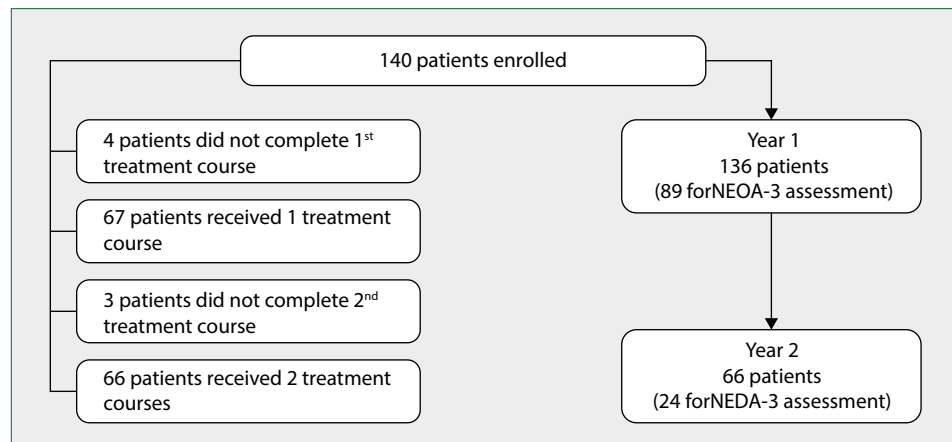 140 patients enrolled
4 patients did not complete 1st
treatment course
67 patients received 1 treatment
course
3 patients did not complete 2nd
treatment course
66 patients received 2 treatment
courses
Year 1
136 patients
(89 forNEOA-3 assessment)
Year 2
66 patients
(24 forNEDA-3 assessment)